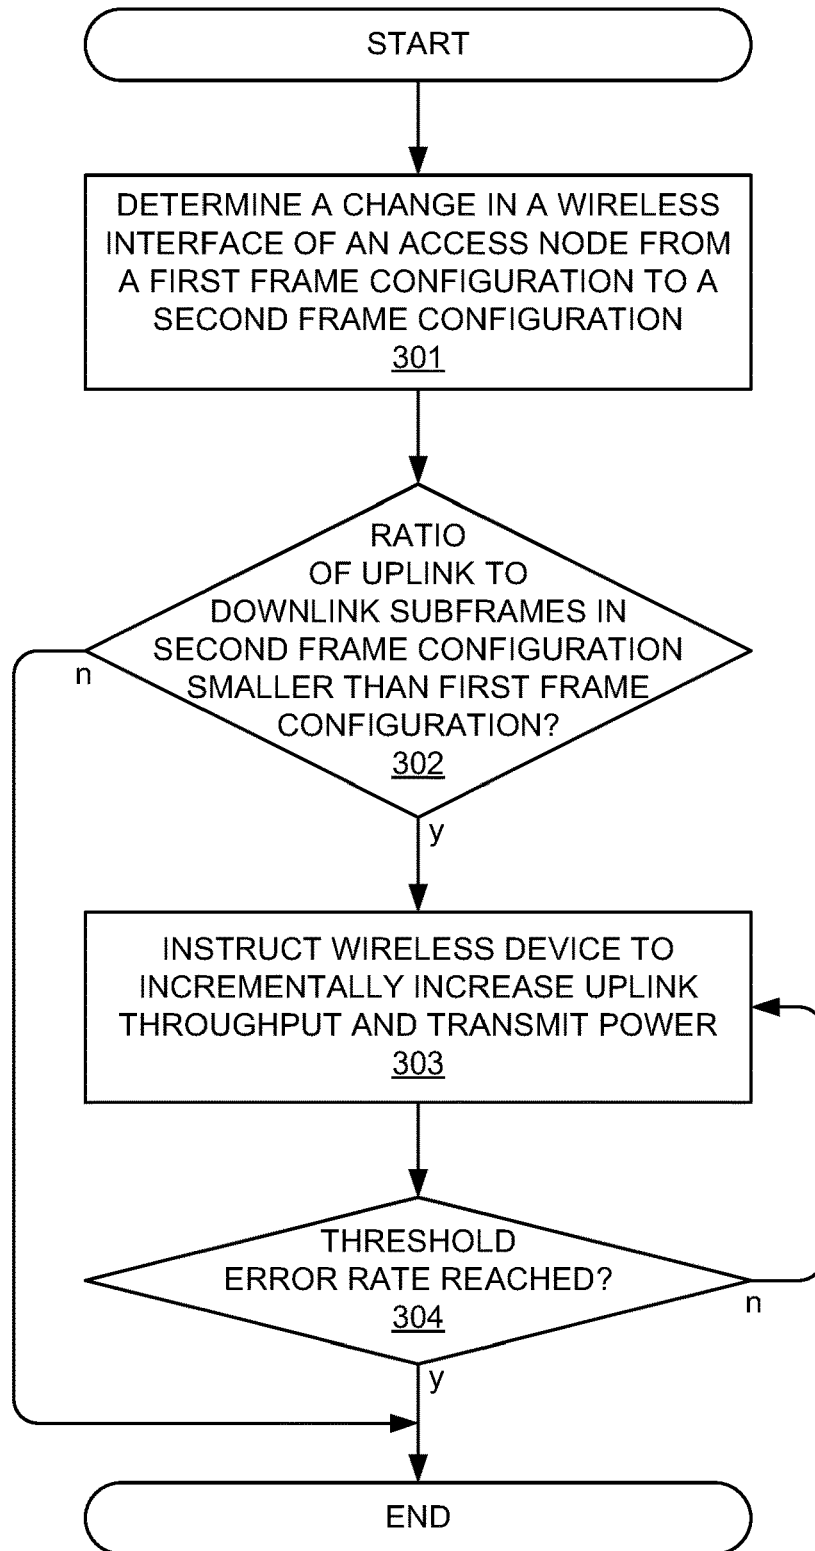 START
DETERMINE A CHANGE IN A WIRELESS
INTERFACE OF AN ACCESS NODE FROM
A FIRST FRAME CONFIGURATION TO A
SECOND FRAME CONFIGURATION
301
RATIO
OF UPLINK TO
DOWNLINK SUBFRAMES IN
SECOND FRAME CONFIGURATION
SMALLER THAN FIRST FRAME
CONFIGURATION?
302
n
y
INSTRUCT WIRELESS DEVICE TO
INCREMENTALLY INCREASE UPLINK
THROUGHPUT AND TRANSMIT POWER
303
THRESHOLD
ERROR RATE REACHED?
304
n
y
END